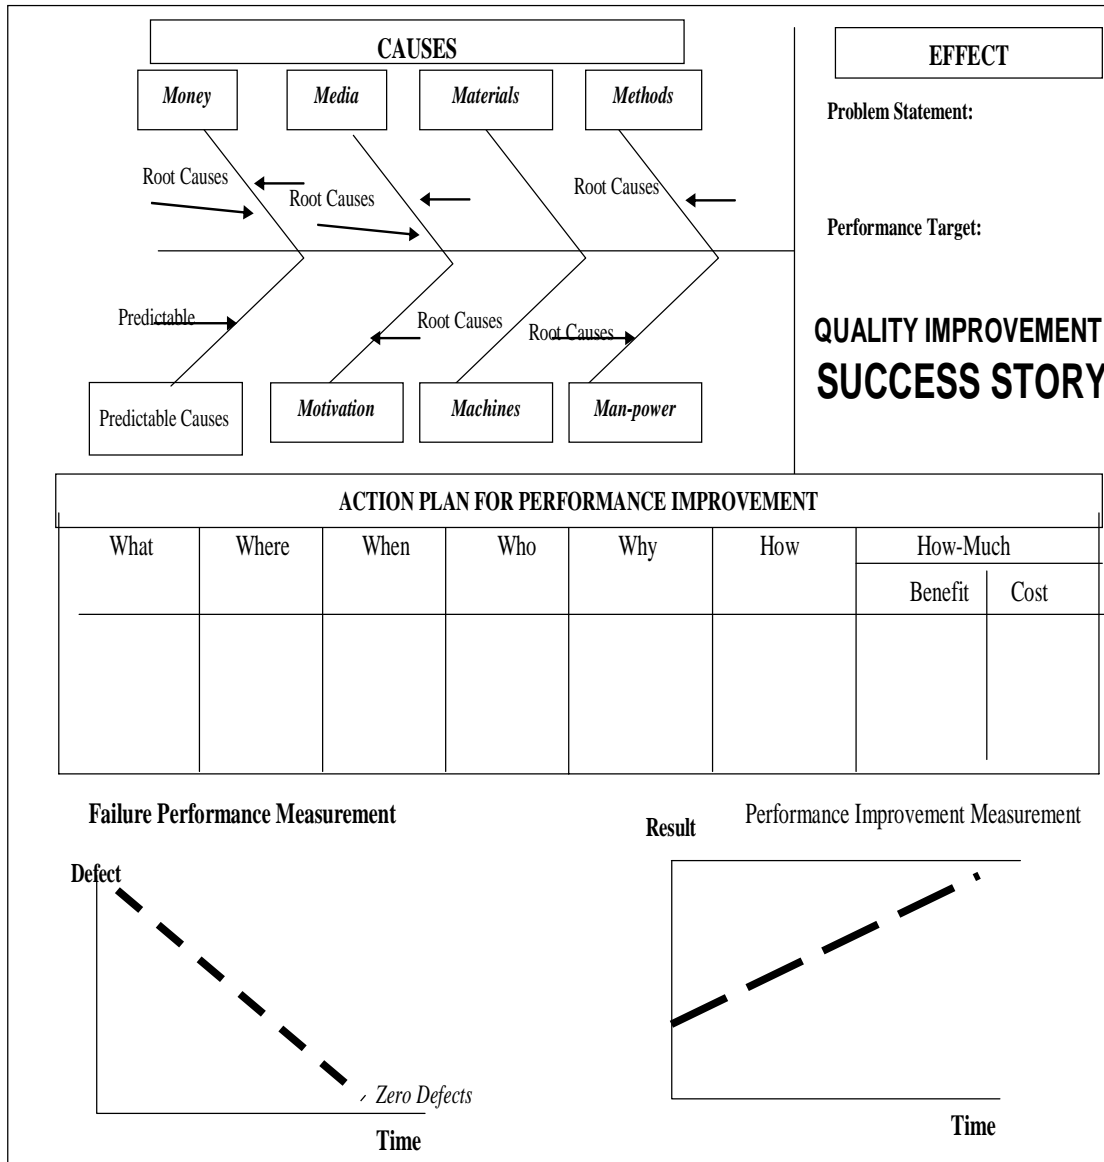 CAUSES
EFFECT
Money
Media
Materials
Methods
Problem Statement:
Root Causes
Root Causes
Root Causes
Performance Target:
Predictable
Root Causes
Root Causes
QUALITY IMPROVEMENT
SUCCESS STORY
Predictable Causes
Motivation
Machines
Man-power
ACTION PLAN FOR PERFORMANCE IMPROVEMENT
What
Where
When
Who
Why
How
How-Much
Benefit
Cost
Failure Performance Measurement
Performance Improvement Measurement
Result
Defect
Zero Defects
Time
Time